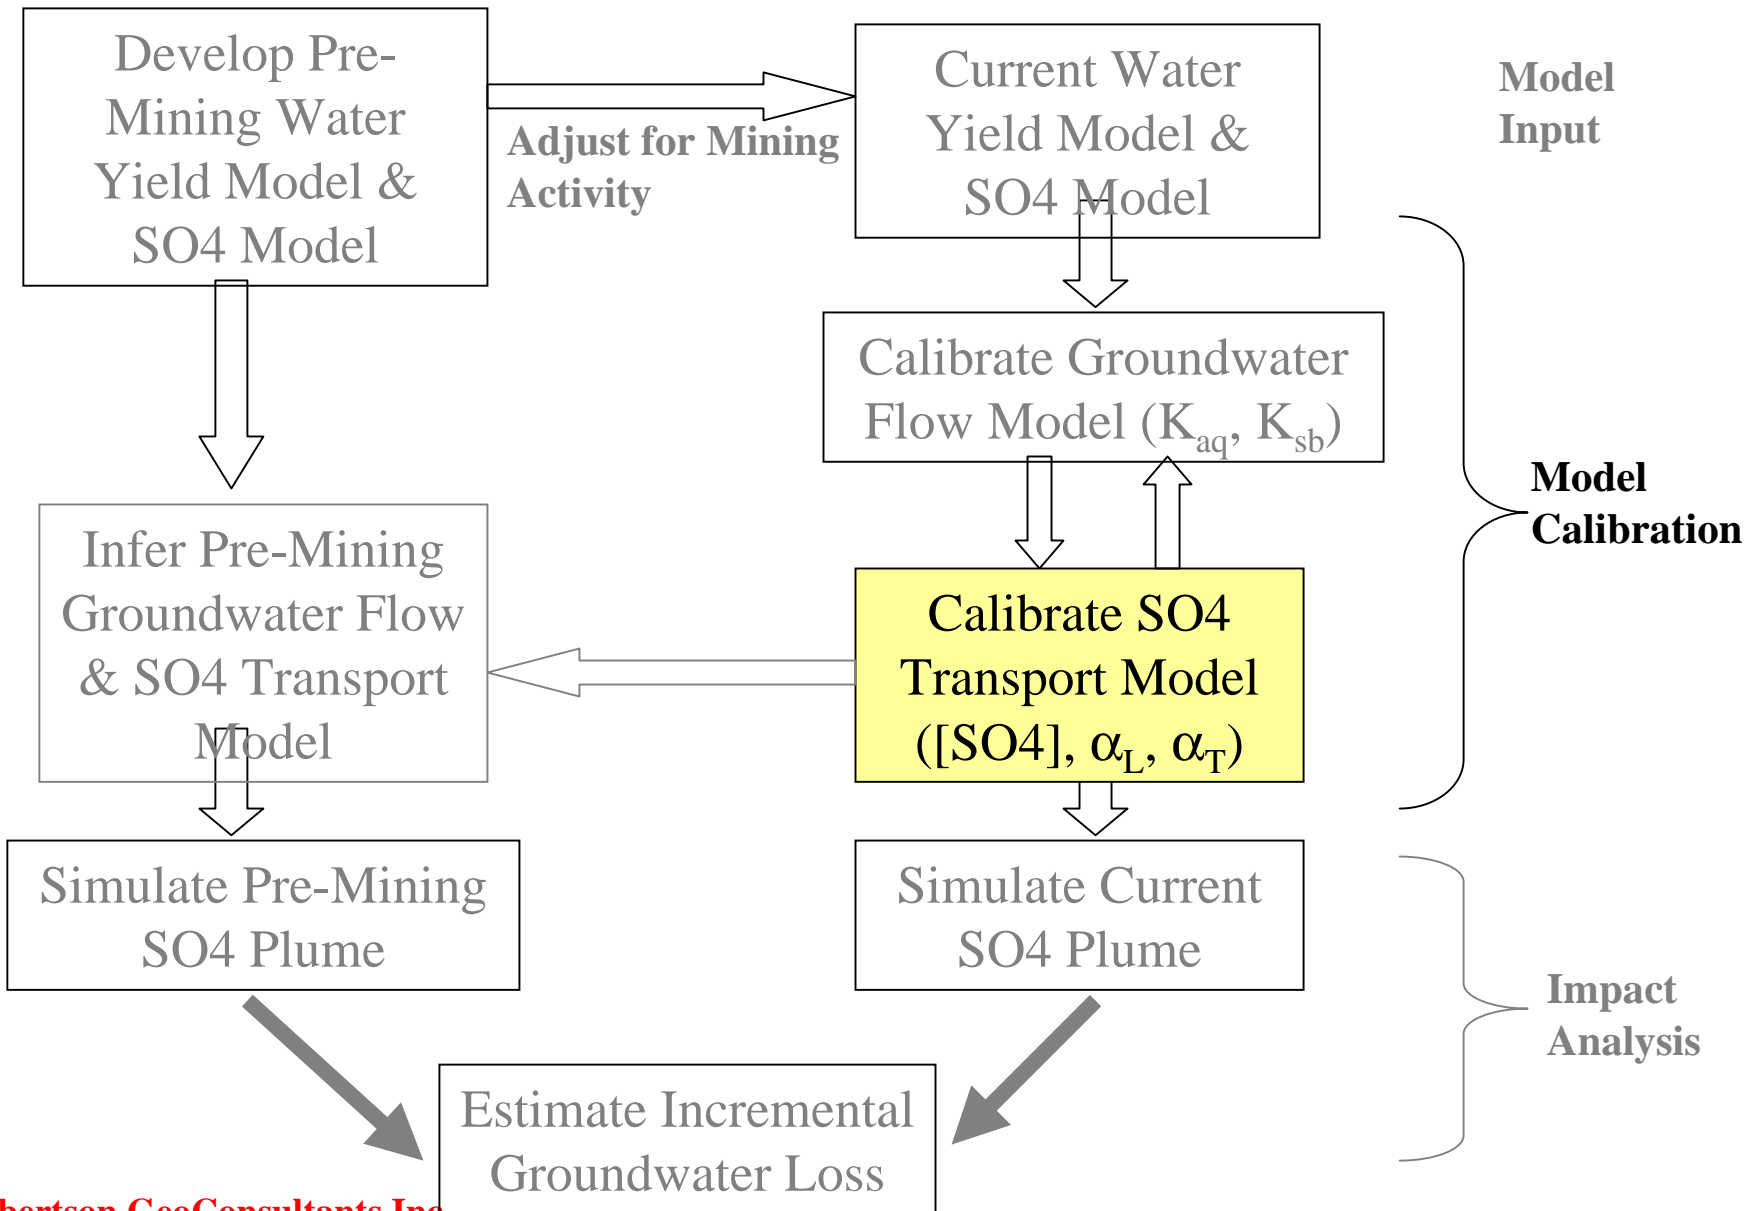 Develop Pre-
Mining Water
Yield Model &
SO4 Model
Adjust for Mining
Activity
Current Water
Yield Model &
SO4 Model
Model
Input
Calibrate Groundwater
Flow Model (Kaq, Ksb)
Model
Calibration
Infer Pre-Mining
Groundwater Flow
& SO4 Transport
Model
Calibrate SO4
Transport Model
([SO4], αL, αT)
Simulate Pre-Mining
SO4 Plume
Simulate Current
SO4 Plume
Impact
Analysis
Estimate Incremental
Groundwater Loss
GeoConsultants Inc